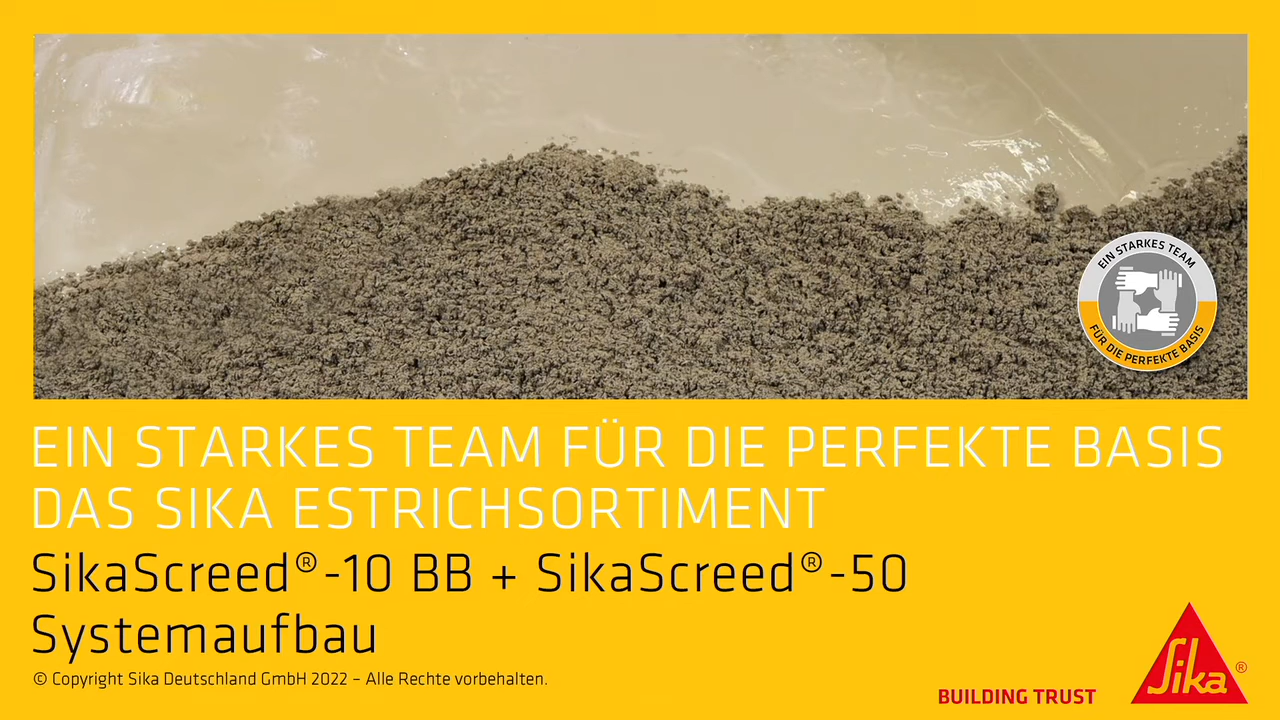 EIN STARKES TEAM
FÜR DIE PERFEKTE BASIS
EIN STARKES TEAM FÜR DIE PERFEKTE BASIS
DAS SIKA ESTRICHSORTIMENT
SikaScreed®-10 BB + SikaScreed®-50
Systemaufbau
© Copyright Sika Deutschland GmbH 2022 – Alle Rechte vorbehalten.
BUILDING TRUST
Sika®